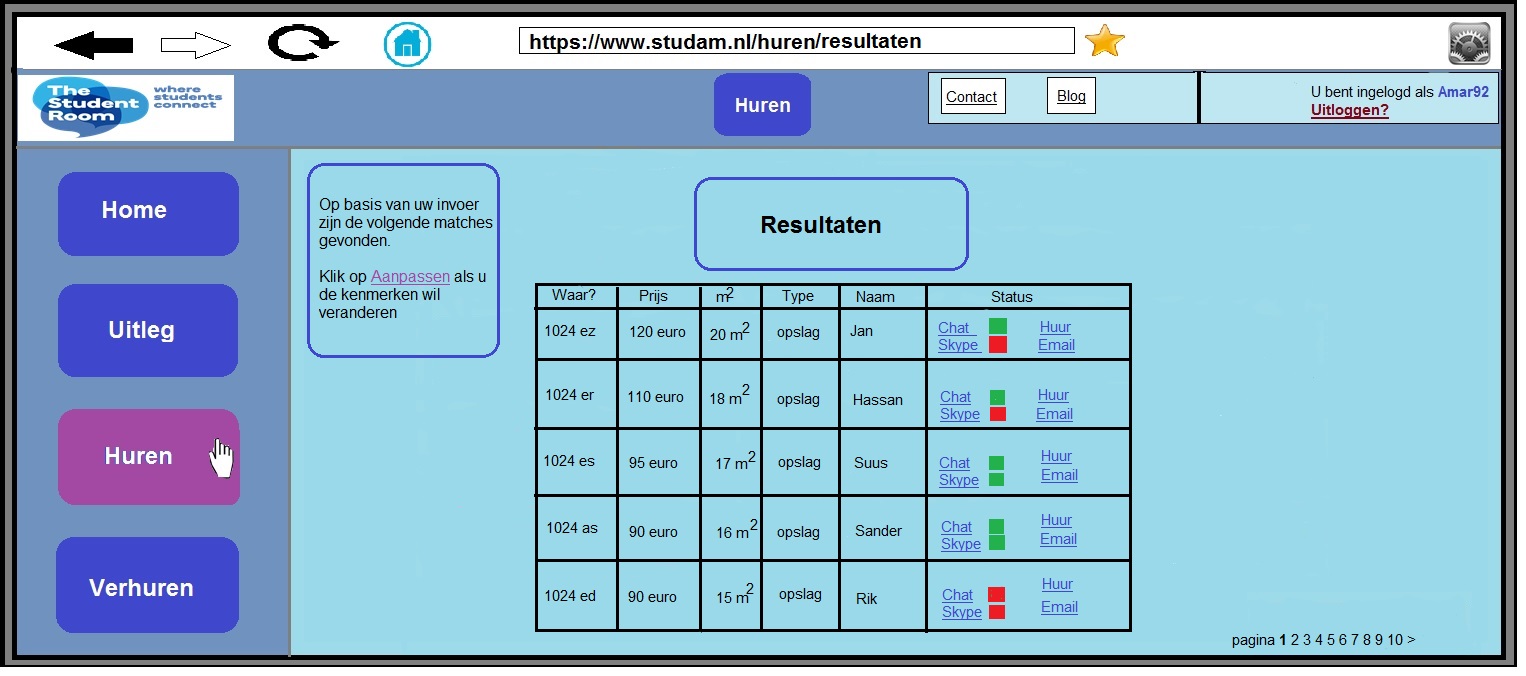 https://www.studam.nl/huren/resultaten
The
Student
Room
where
students
connect
Huren
Contact
Blog
U bent ingelogd als Amar92
Uitloggen?
Home
Uitleg
Huren
Verhuren
Op basis van uw invoer
zijn de volgende matches
gevonden.
Klik op Aanpassen als u
de kenmerken wil
veranderen
Resultaten
Waar? Prijs m2 Type Naam Status
1024 ez 120 euro 20 m2 opslag Jan Chat Huur
Skype Email
1024 er 110 euro 18 m2 opslag Hassan Chat Huur
Skype Email
1024 es 95 euro 17 m2 opslag Suus Chat Huur
Skype Email
1024 as 90 euro 16 m2 opslag Sander Chat Huur
Skype Email
1024 ed 90 euro 15 m2 opslag Rik Chat Huur
Skype Email
pagina 1 2 3 4 5 6 7 8 9 10 >